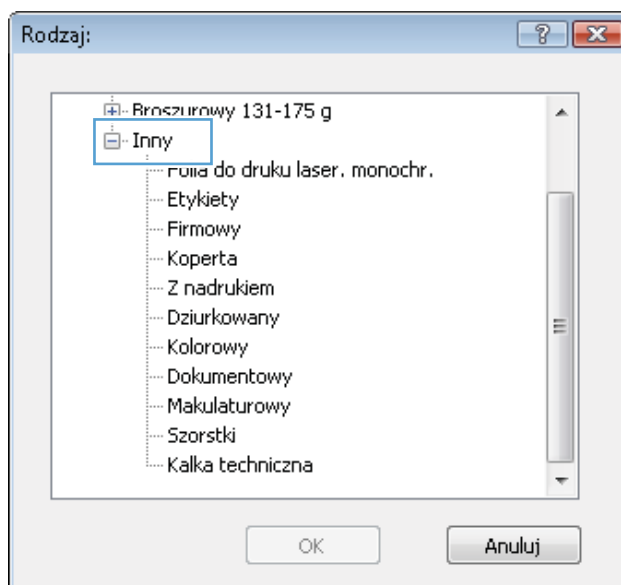 Rodzaj:
Broszurowy 131-175 g
Inny
Folia do druku laser. monochr.
Etykiety
Firmowy
Koperta
Z nadrukiem
Dziurkowany
Kolorowy
Dokumentowy
Makulaturowy
Szorstki
Kalka techniczna
OK
Anuluj